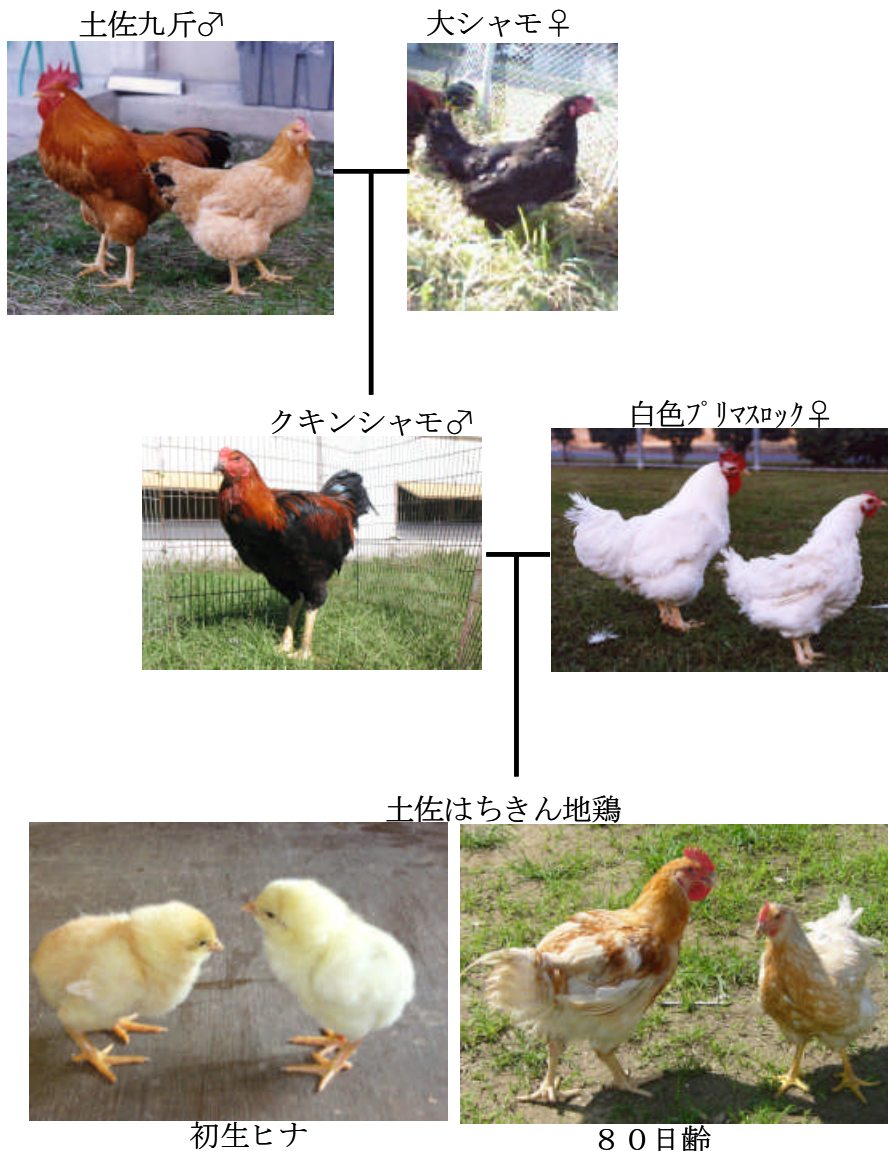 土佐九斤♂
大シャモ♀
クキンシャモ♂
白色プリマスロック♀
土佐はちきん地鶏
初生ヒナ
８０日齢